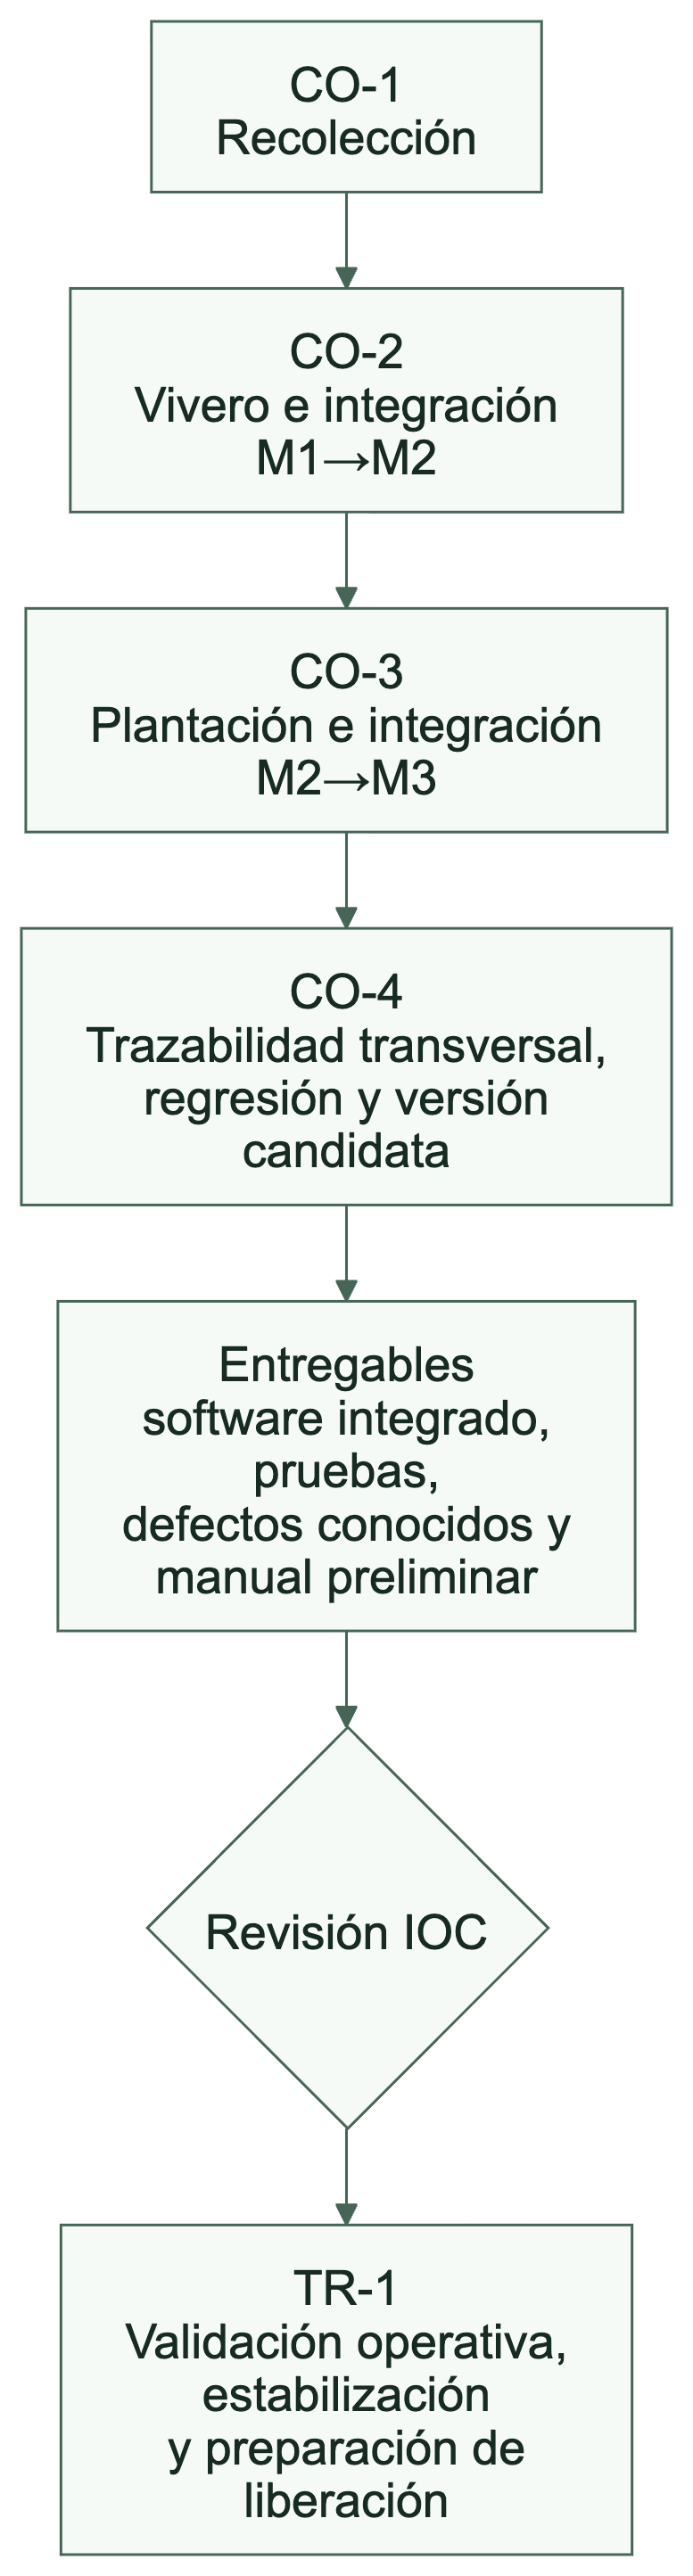 CO-1
Recolección
CO-2
Vivero e integración
M1→M2
CO-3
Plantación e integración
M2→M3
CO-4
Trazabilidad transversal,
regresión y versión
candidata
Entregables
software integrado,
pruebas,
defectos conocidos y
manual preliminar
Revisión IOC
TR-1
Validación operativa,
estabilización
y preparación de
liberación